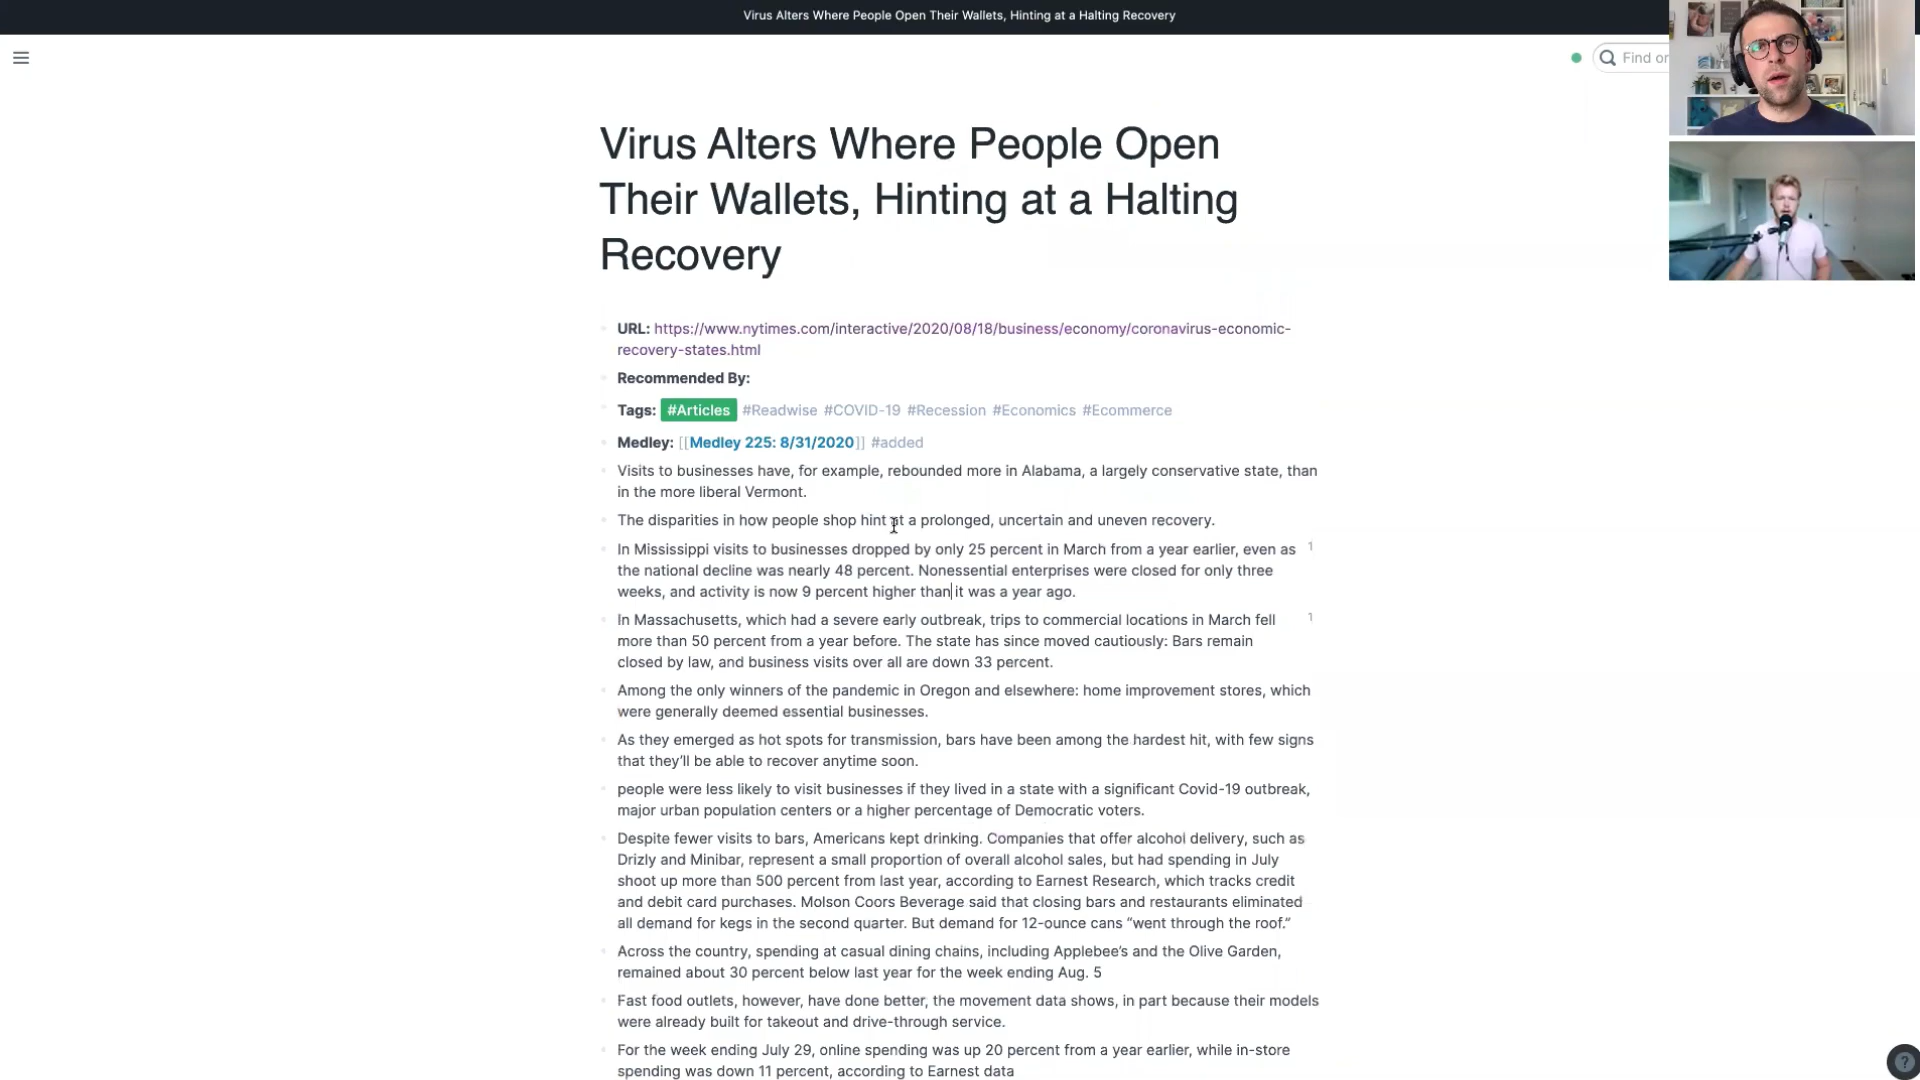 Virus Alters Where People Open Their Wallets, Hinting at a Halting Recovery
Find or
Virus Alters Where People Open
Their Wallets, Hinting at a Halting
Recovery
URL: https://www.nytimes.com/interactive/2020/08/18/business/economy/coronavirus-economic-
recovery-states.html
Recommended By:
Tags: #Articles #Readwise #COVID-19 #Recession #Economics #Ecommerce
Medley: [[Medley 225: 8/31/2020]] #added
Visits to businesses have, for example, rebounded more in Alabama, a largely conservative state, than
in the more liberal Vermont.
The disparities in how people shop hint at a prolonged, uncertain and uneven recovery.
In Mississippi visits to businesses dropped by only 25 percent in March from a year earlier, even as 1
the national decline was nearly 48 percent. Nonessential enterprises were closed for only three
weeks, and activity is now 9 percent higher than it was a year ago.
In Massachusetts, which had a severe early outbreak, trips to commercial locations in March fell 1
more than 50 percent from a year before. The state has since moved cautiously: Bars remain
closed by law, and business visits over all are down 33 percent.
Among the only winners of the pandemic in Oregon and elsewhere: home improvement stores, which
were generally deemed essential businesses.
As they emerged as hot spots for transmission, bars have been among the hardest hit, with few signs
that they'll be able to recover anytime soon.
people were less likely to visit businesses if they lived in a state with a significant Covid-19 outbreak,
major urban population centers or a higher percentage of Democratic voters.
Despite fewer visits to bars, Americans kept drinking. Companies that offer alcohol delivery, such as
Drizly and Minibar, represent a small proportion of overall alcohol sales, but had spending in July
shoot up more than 500 percent from last year, according to Earnest Research, which tracks credit
and debit card purchases. Molson Coors Beverage said that closing bars and restaurants eliminated
all demand for kegs in the second quarter. But demand for 12-ounce cans “went through the roof.”
Across the country, spending at casual dining chains, including Applebee's and the Olive Garden,
remained about 30 percent below last year for the week ending Aug. 5
Fast food outlets, however, have done better, the movement data shows, in part because their models
were already built for takeout and drive-through service.
For the week ending July 29, online spending was up 20 percent from a year earlier, while in-store
spending was down 11 percent, according to Earnest data
?